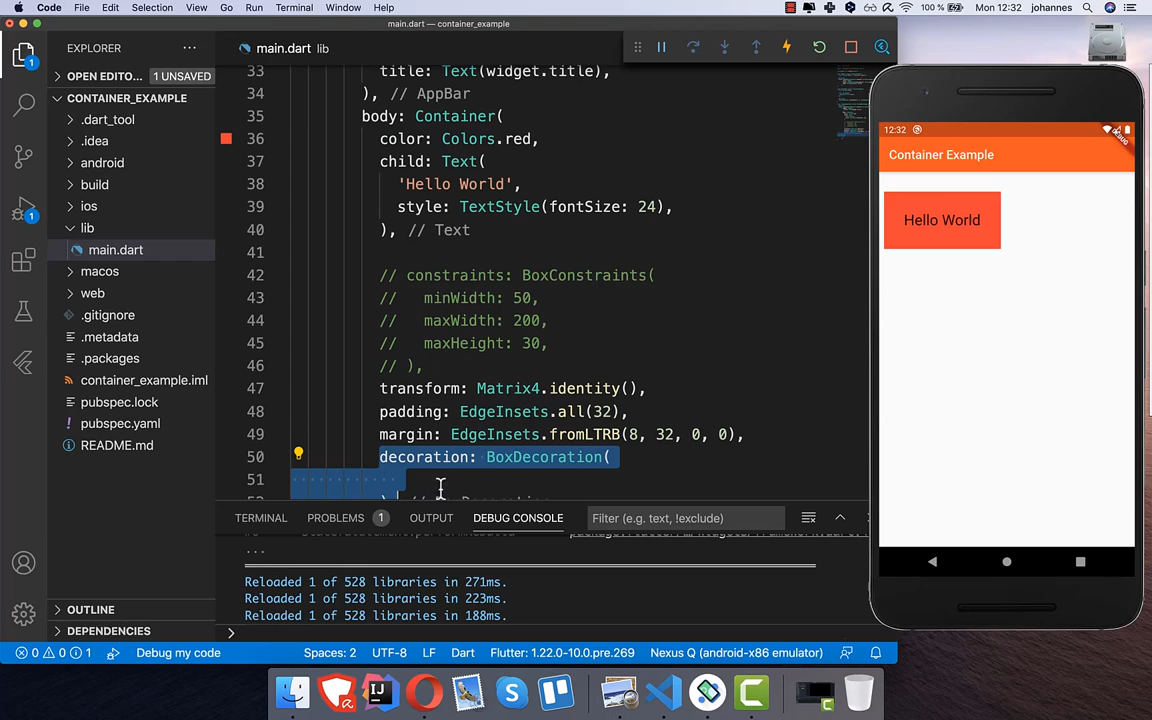 Code File Edit Selection View Go Run Terminal Window Help
100 % Mon 12:32 johannes
main.dart — container_example
EXPLORER
OPEN EDITO... 1 UNSAVED
CONTAINER_EXAMPLE
.dart_tool
.idea
android
build
ios
lib
main.dart
macos
web
.gitignore
.metadata
.packages
container_example.iml
pubspec.lock
pubspec.yaml
README.md
OUTLINE
DEPENDENCIES
1
1
main.dart lib
33 title: Text(widget.title),
34 ), // AppBar
35 body: Container(
36 color: Colors.red,
37 child: Text(
38 'Hello World',
39 style: TextStyle(fontSize: 24),
40 ), // Text
41
42 // constraints: BoxConstraints(
43 // minWidth: 50,
44 // maxWidth: 200,
45 // maxHeight: 30,
46 // ),
47 transform: Matrix4.identity(),
48 padding: EdgeInsets.all(32),
49 margin: EdgeInsets.fromLTRB(8, 32, 0, 0),
50 decoration: BoxDecoration(
51
TERMINAL PROBLEMS 1 OUTPUT DEBUG CONSOLE Filter (e.g. text, !exclude)
...
Reloaded 1 of 528 libraries in 271ms.
Reloaded 1 of 528 libraries in 223ms.
Reloaded 1 of 528 libraries in 188ms.
0 0 1 Debug my code Spaces: 2 UTF-8 LF Dart Flutter: 1.22.0-10.0.pre.269 Nexus Q (android-x86 emulator)
12:32
DEBUG
Container Example
Hello World